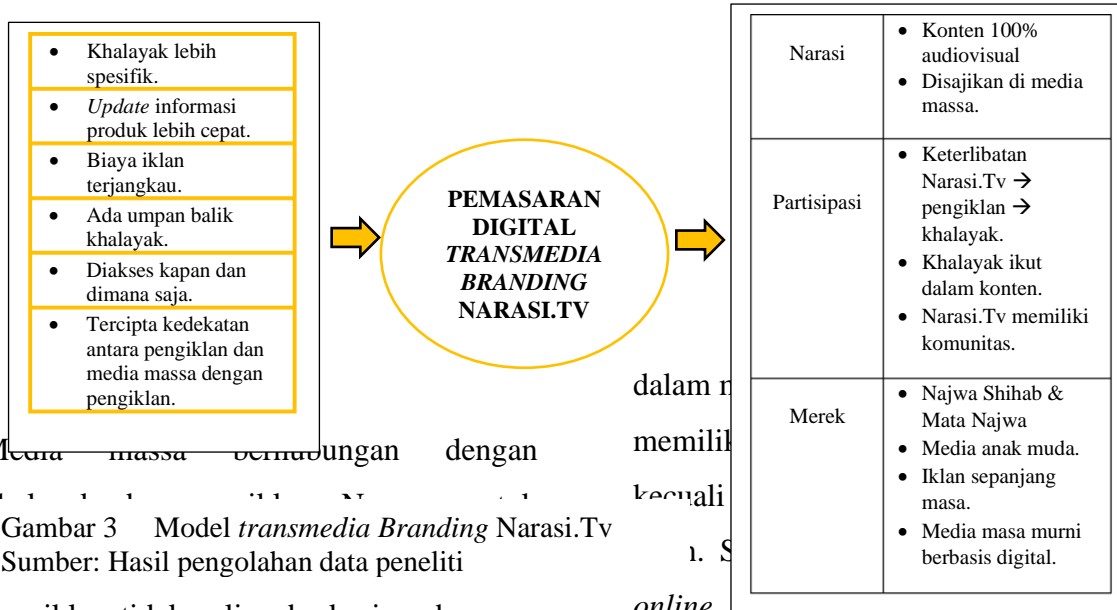 • Khalayak lebih
spesifik.
• Update informasi
produk lebih cepat.
• Biaya iklan
terjangkau.
• Ada umpan balik
khalayak.
• Diakses kapan dan
dimana saja.
• Tercipta kedekatan
antara pengiklan dan
media massa dengan
pengiklan.
PEMASARAN
DIGITAL
TRANSMEDIA
BRANDING
NARASI.TV
Narasi
• Konten 100%
audiovisual
• Disajikan di media
massa.
Partisipasi
• Keterlibatan
Narasi.Tv →
pengiklan →
khalayak.
• Khalayak ikut
dalam konten.
• Narasi.Tv memiliki
komunitas.
Merek
• Najwa Shihab &
Mata Najwa
• Media anak muda.
• Iklan sepanjang
masa.
• Media masa murni
berbasis digital.
Media massa berhubungan dengan
Gambar 3 Model transmedia Branding Narasi.Tv
Sumber: Hasil pengolahan data peneliti
dalam
kecuali
online